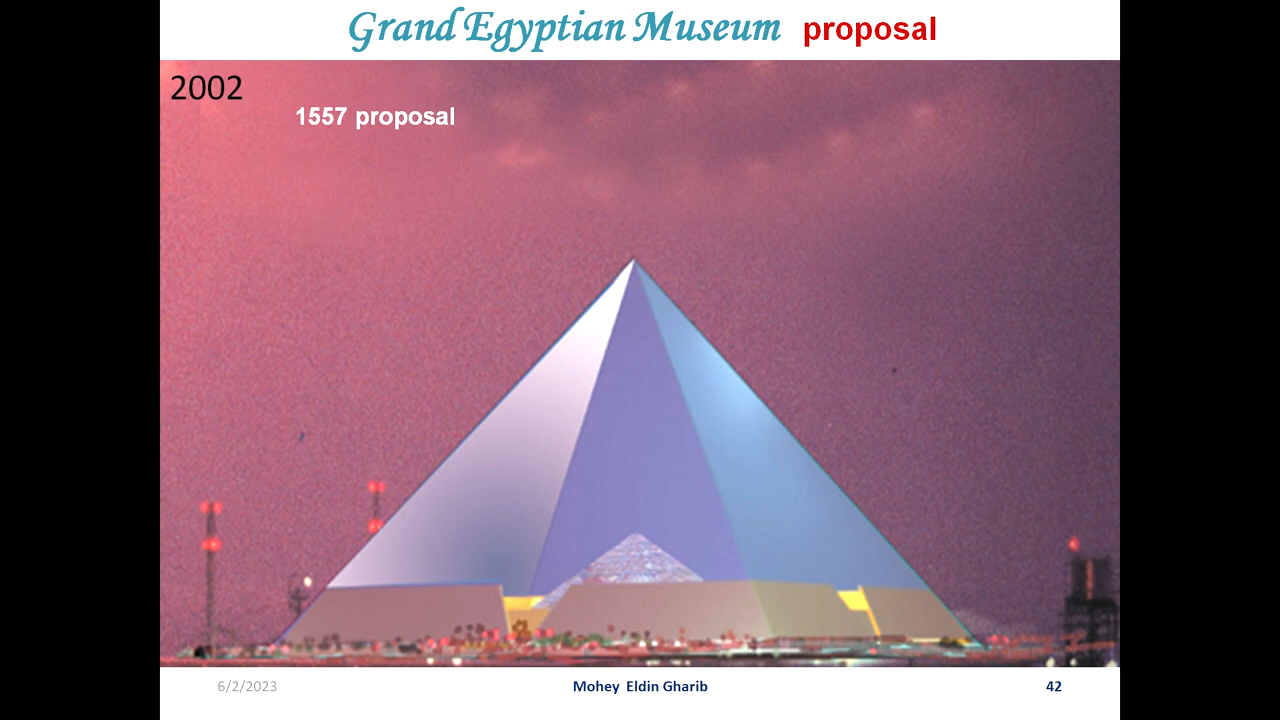 Grand Egyptian Museum proposal
2002
1557 proposal
6/2/2023 Mohey Eldin Gharib 42